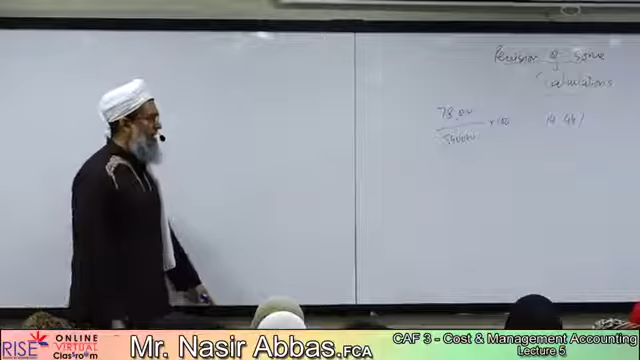 Revision of some
Calculations
× 100
RISE
ONLINE
VIRTUAL
Classroom
Mr. Nasir Abbas.FCA
CAF 3 - Cost & Management Accounting
Lecture 5